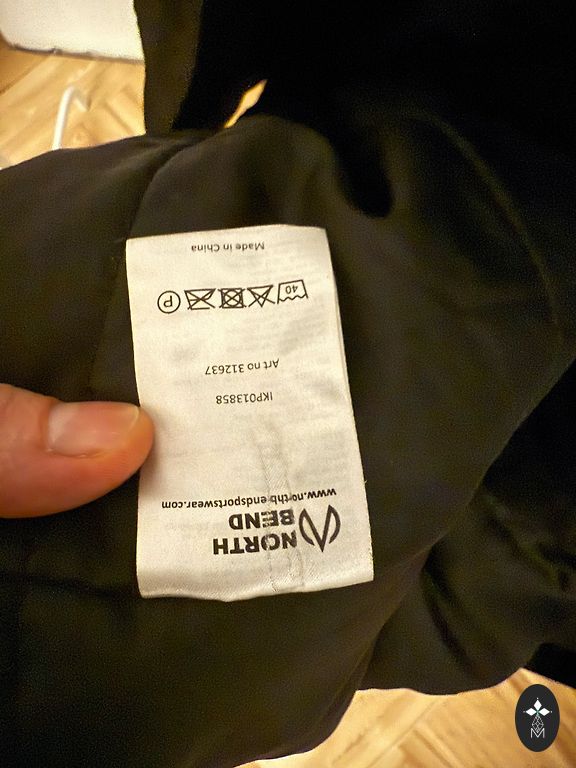 NORTH
BEND
www.northbendsportswear.com
IKP013858
Art no 312637
40 P
Made in China
M